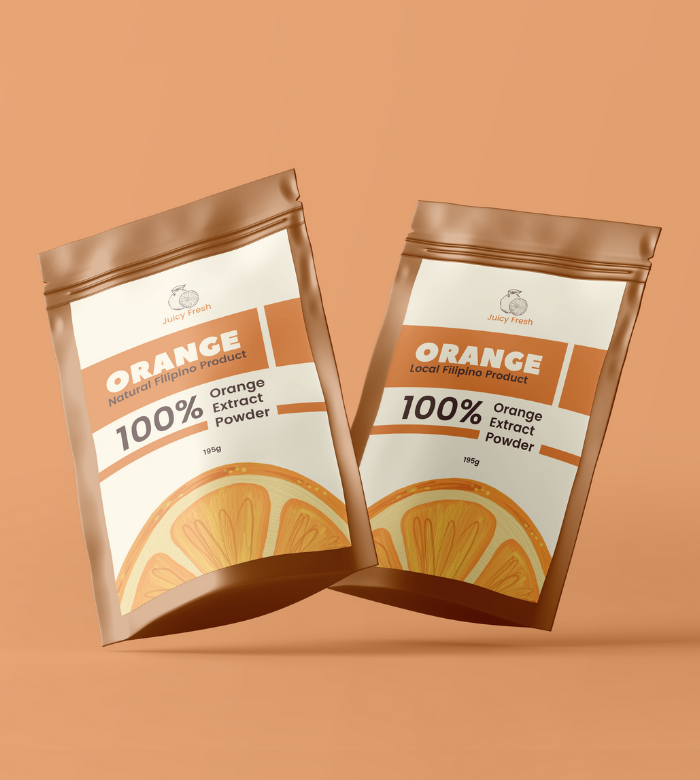 Juicy Fresh
ORANGE
Natural Filipino Product
100%
Orange
Extract
Powder
195g
Juicy Fresh
ORANGE
Local Filipino Product
100%
Orange
Extract
Powder
195g